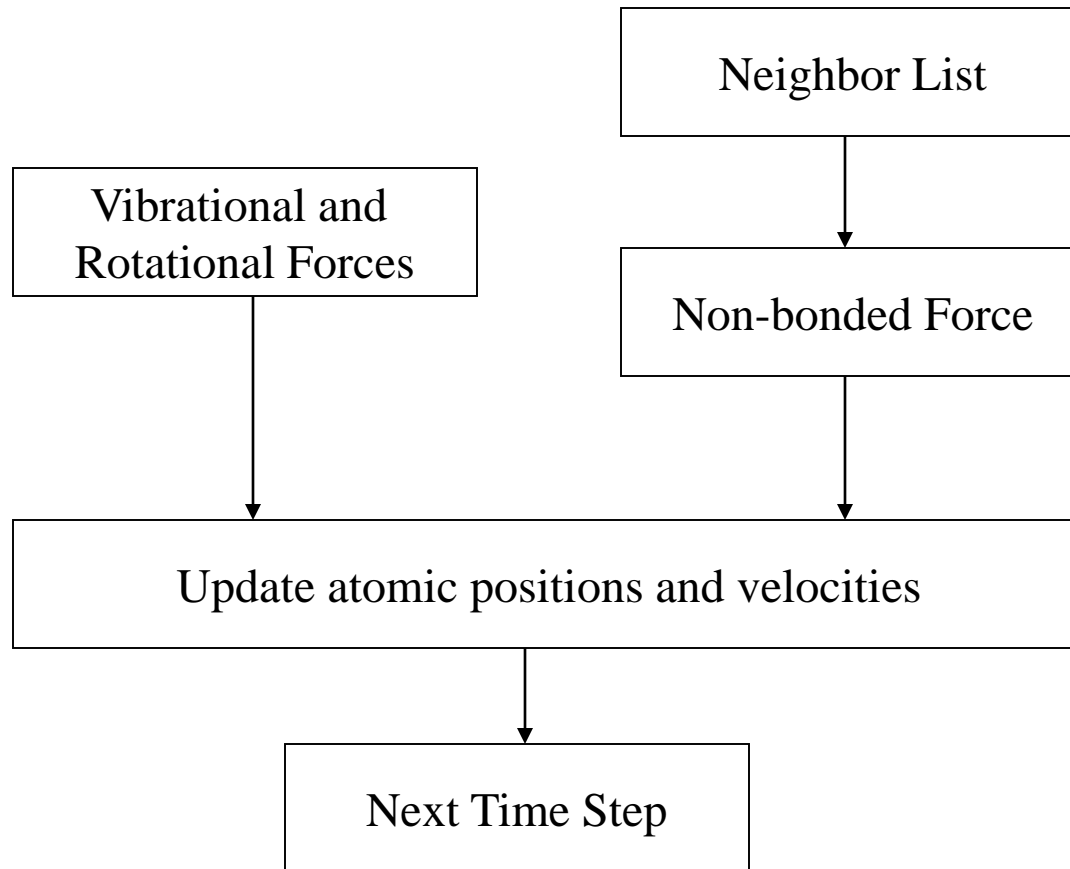 Neighbor List
Vibrational and
Rotational Forces
Non-bonded Force
Update atomic positions and velocities
Next Time Step